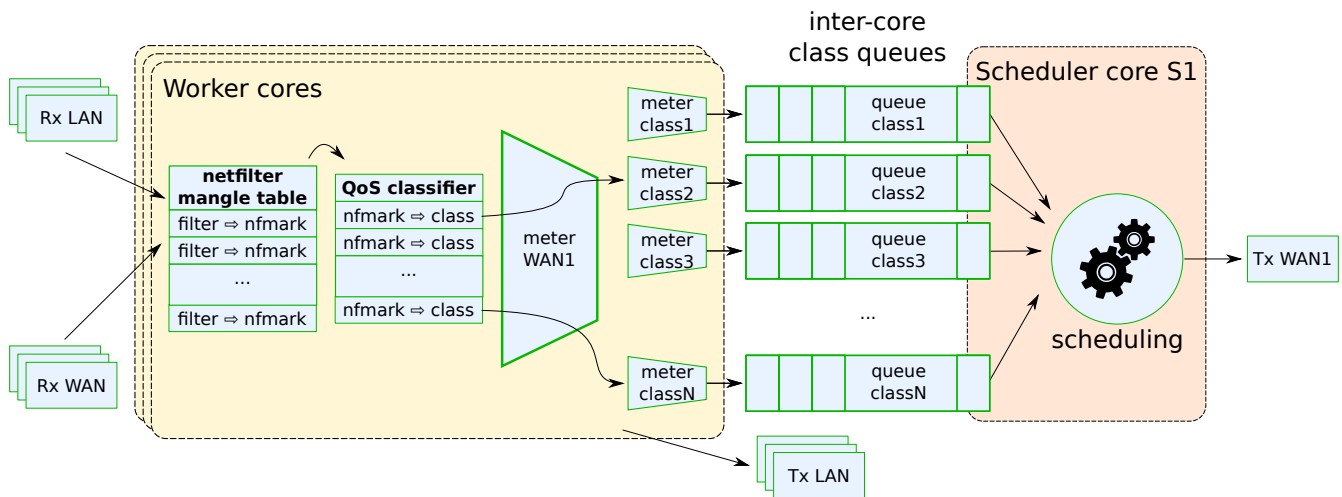 inter-core
class queues
Worker cores
Scheduler core S1
Rx LAN
Rx WAN
netfilter
mangle table
filter ⇨ nfmark
filter ⇨ nfmark
...
filter ⇨ nfmark
QoS classifier
nfmark ⇨ class
nfmark ⇨ class
...
nfmark ⇨ class
meter
WAN1
meter
class1
meter
class2
meter
class3
meter
classN
queue
class1
queue
class2
queue
class3
...
queue
classN
scheduling
Tx WAN1
Tx LAN